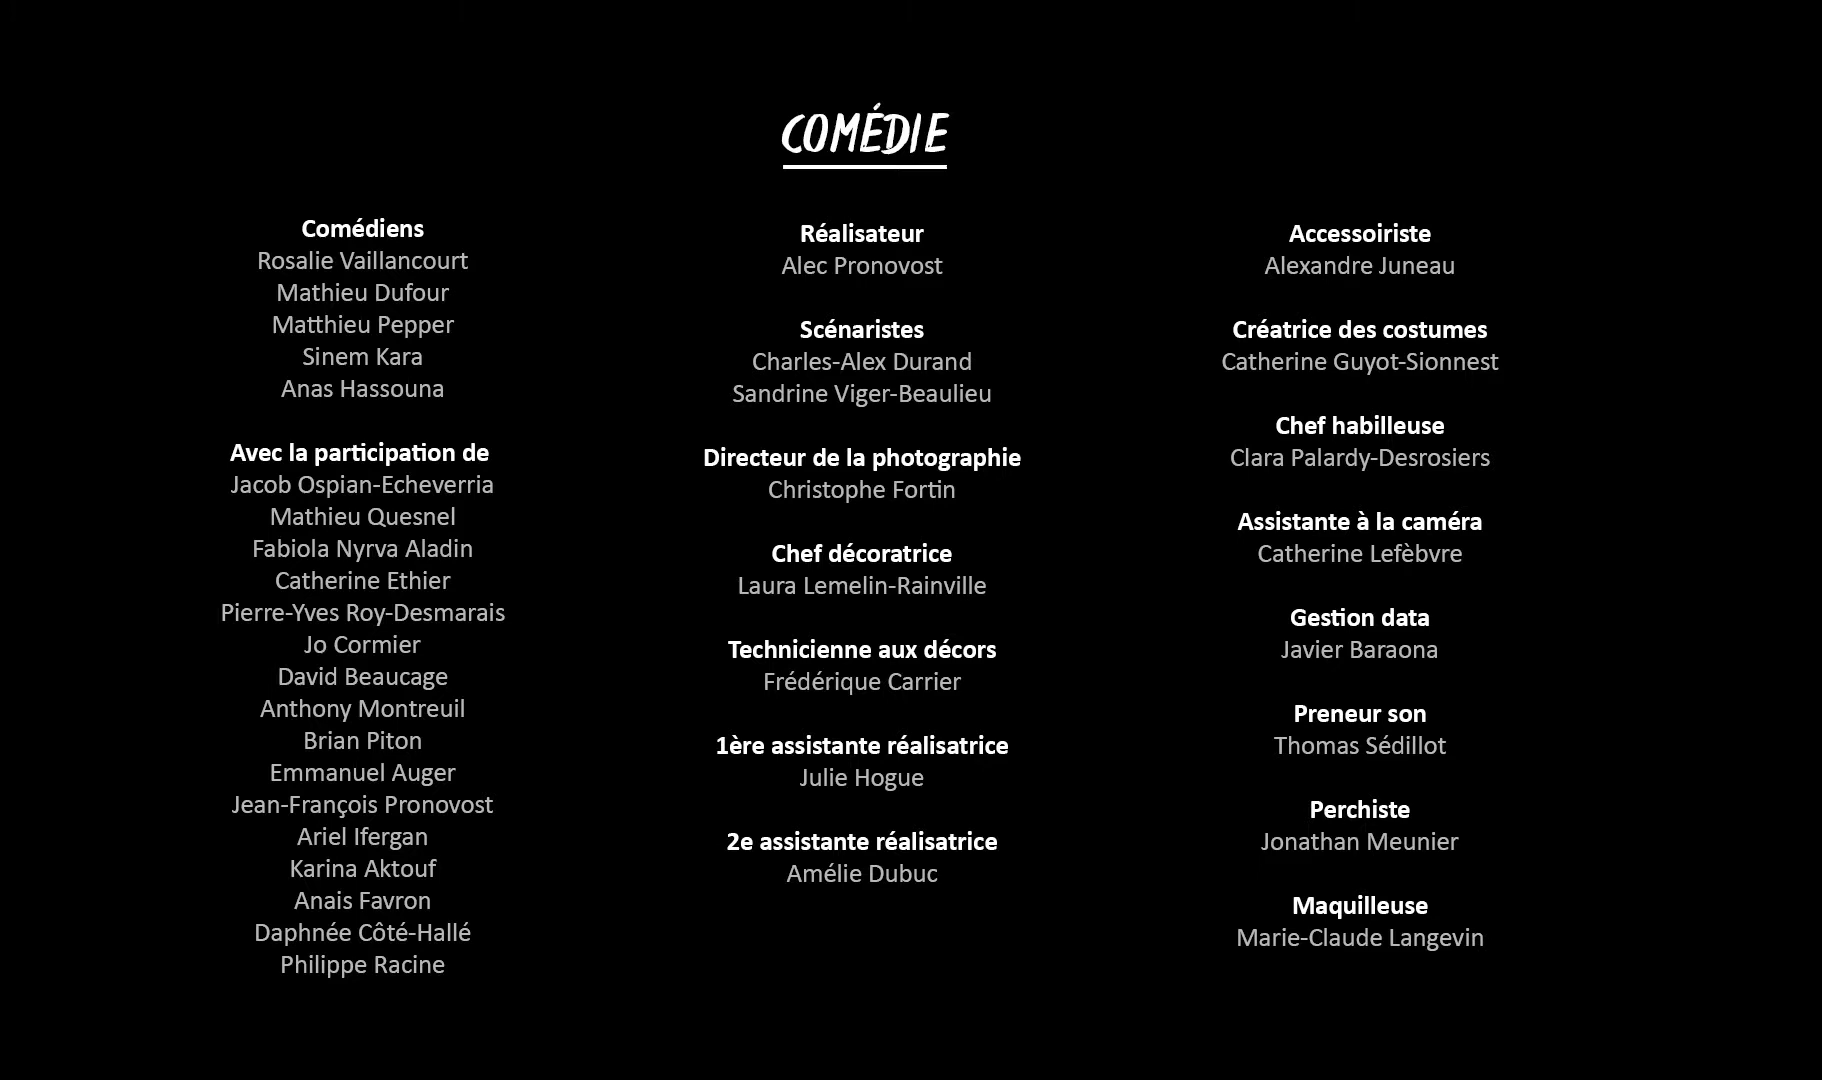 COMÉDIE
Comédiens
Rosalie Vaillancourt
Mathieu Dufour
Matthieu Pepper
Sinem Kara
Anas Hassouna
Avec la participation de
Jacob Ospian-Echeverria
Mathieu Quesnel
Fabiola Nyrva Aladin
Catherine Ethier
Pierre-Yves Roy-Desmarais
Jo Cormier
David Beaucage
Anthony Montreuil
Brian Piton
Emmanuel Auger
Jean-François Pronovost
Ariel Ifergan
Karina Aktouf
Anais Favron
Daphnée Côté-Hallé
Philippe Racine
Réalisateur
Alec Pronovost
Scénaristes
Charles-Alex Durand
Sandrine Viger-Beaulieu
Directeur de la photographie
Christophe Fortin
Chef décoratrice
Laura Lemelin-Rainville
Technicienne aux décors
Frédérique Carrier
1ère assistante réalisatrice
Julie Hogue
2e assistante réalisatrice
Amélie Dubuc
Accessoiriste
Alexandre Juneau
Créatrice des costumes
Catherine Guyot-Sionnest
Chef habilleuse
Clara Palardy-Desrosiers
Assistante à la caméra
Catherine Lefèbvre
Gestion data
Javier Baraona
Preneur son
Thomas Sédillot
Perchiste
Jonathan Meunier
Maquilleuse
Marie-Claude Langevin